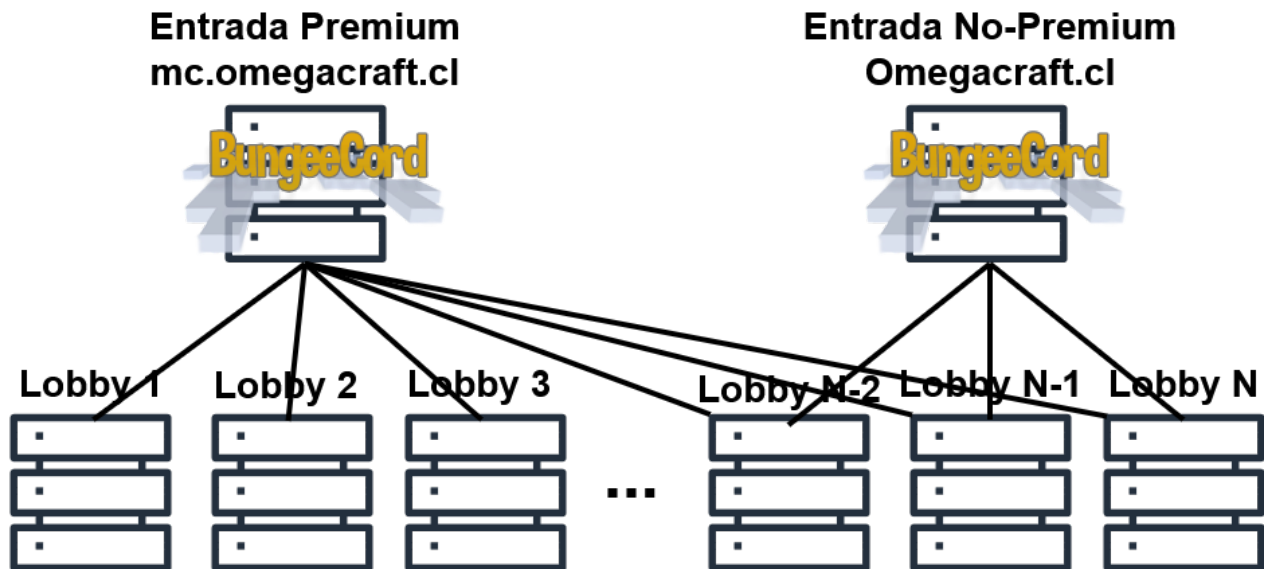 Entrada Premium
mc.omegacraft.cl
Entrada No-Premium
Omegacraft.cl
BungeeCord
BungeeCord
Lobby 1
Lobby 2
Lobby 3
Lobby N-2
Lobby N-1
Lobby N
...